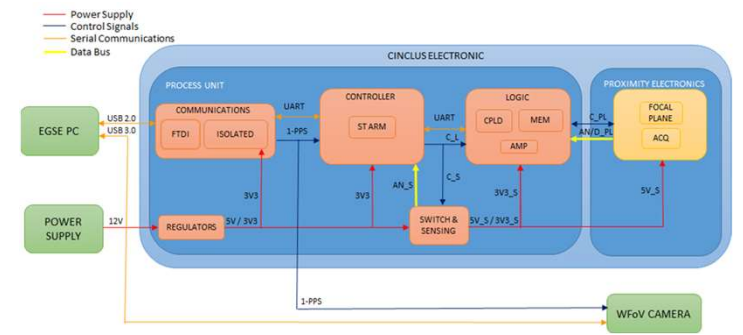 Power Supply
Control Signals
Serial Communications
Data Bus
CINCLUS ELECTRONIC
PROCESS UNIT
PROXIMITY ELECTRONICS
COMMUNICATIONS
FTDI
ISOLATED
CONTROLLER
ST ARM
LOGIC
CPLD
MEM
AMP
FOCAL
PLANE
ACQ
EGSE PC
USB 2.0
USB 3.0
UART
1-PPS
UART
C_L
C_PL
AN/D_PL
3V3
3V3
AN_S
C_S
3V3_S
5V_S
POWER
SUPPLY
12V
REGULATORS
5V / 3V3
SWITCH &
SENSING
5V_S / 3V3_S
1-PPS
WFoV CAMERA